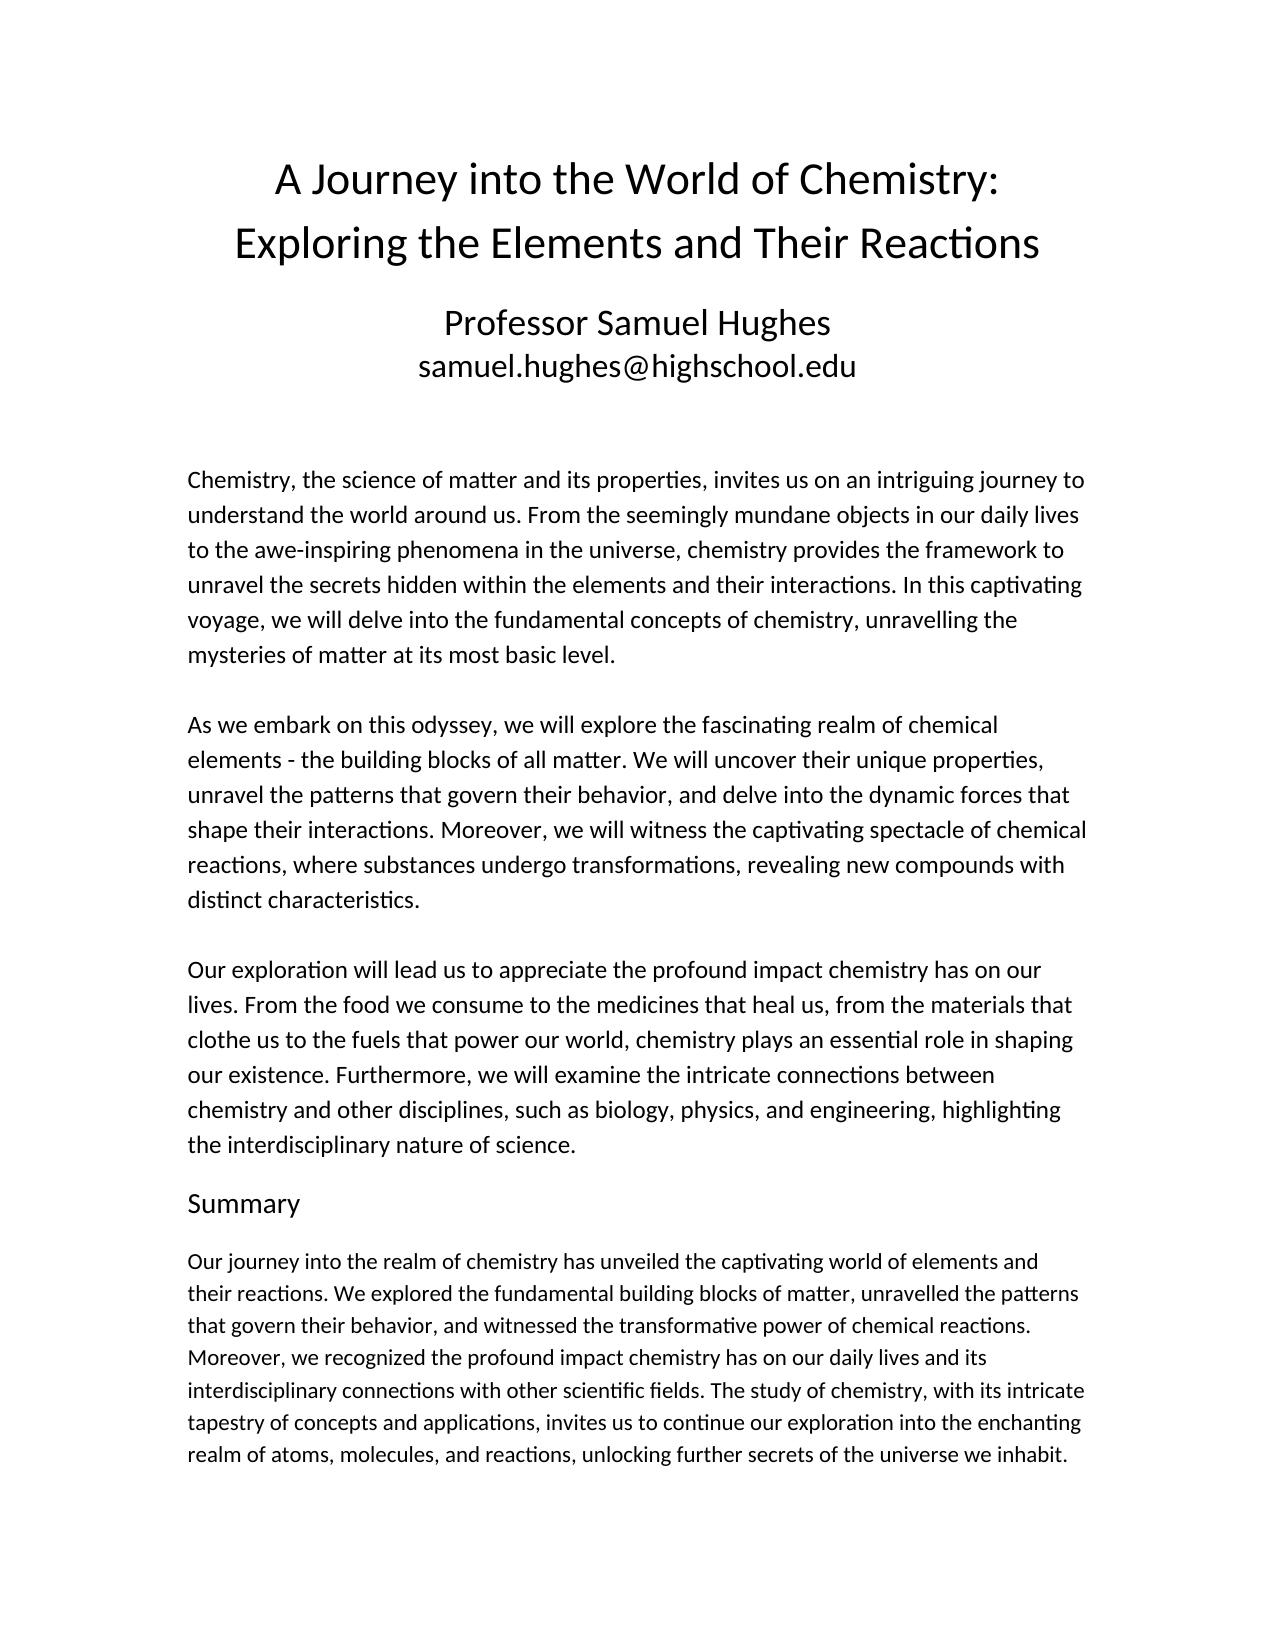 A Journey into the World of Chemistry:
Exploring the Elements and Their Reactions
Professor Samuel Hughes
samuel.hughes@highschool.edu
Chemistry, the science of matter and its properties, invites us on an intriguing journey to
understand the world around us. From the seemingly mundane objects in our daily lives
to the awe-inspiring phenomena in the universe, chemistry provides the framework to
unravel the secrets hidden within the elements and their interactions. In this captivating
voyage, we will delve into the fundamental concepts of chemistry, unravelling the
mysteries of matter at its most basic level.
As we embark on this odyssey, we will explore the fascinating realm of chemical
elements - the building blocks of all matter. We will uncover their unique properties,
unravel the patterns that govern their behavior, and delve into the dynamic forces that
shape their interactions. Moreover, we will witness the captivating spectacle of chemical
reactions, where substances undergo transformations, revealing new compounds with
distinct characteristics.
Our exploration will lead us to appreciate the profound impact chemistry has on our
lives. From the food we consume to the medicines that heal us, from the materials that
clothe us to the fuels that power our world, chemistry plays an essential role in shaping
our existence. Furthermore, we will examine the intricate connections between
chemistry and other disciplines, such as biology, physics, and engineering, highlighting
the interdisciplinary nature of science.
Summary
Our journey into the realm of chemistry has unveiled the captivating world of elements and
their reactions. We explored the fundamental building blocks of matter, unravelled the patterns
that govern their behavior, and witnessed the transformative power of chemical reactions.
Moreover, we recognized the profound impact chemistry has on our daily lives and its
interdisciplinary connections with other scientific fields. The study of chemistry, with its intricate
tapestry of concepts and applications, invites us to continue our exploration into the enchanting
realm of atoms, molecules, and reactions, unlocking further secrets of the universe we inhabit.